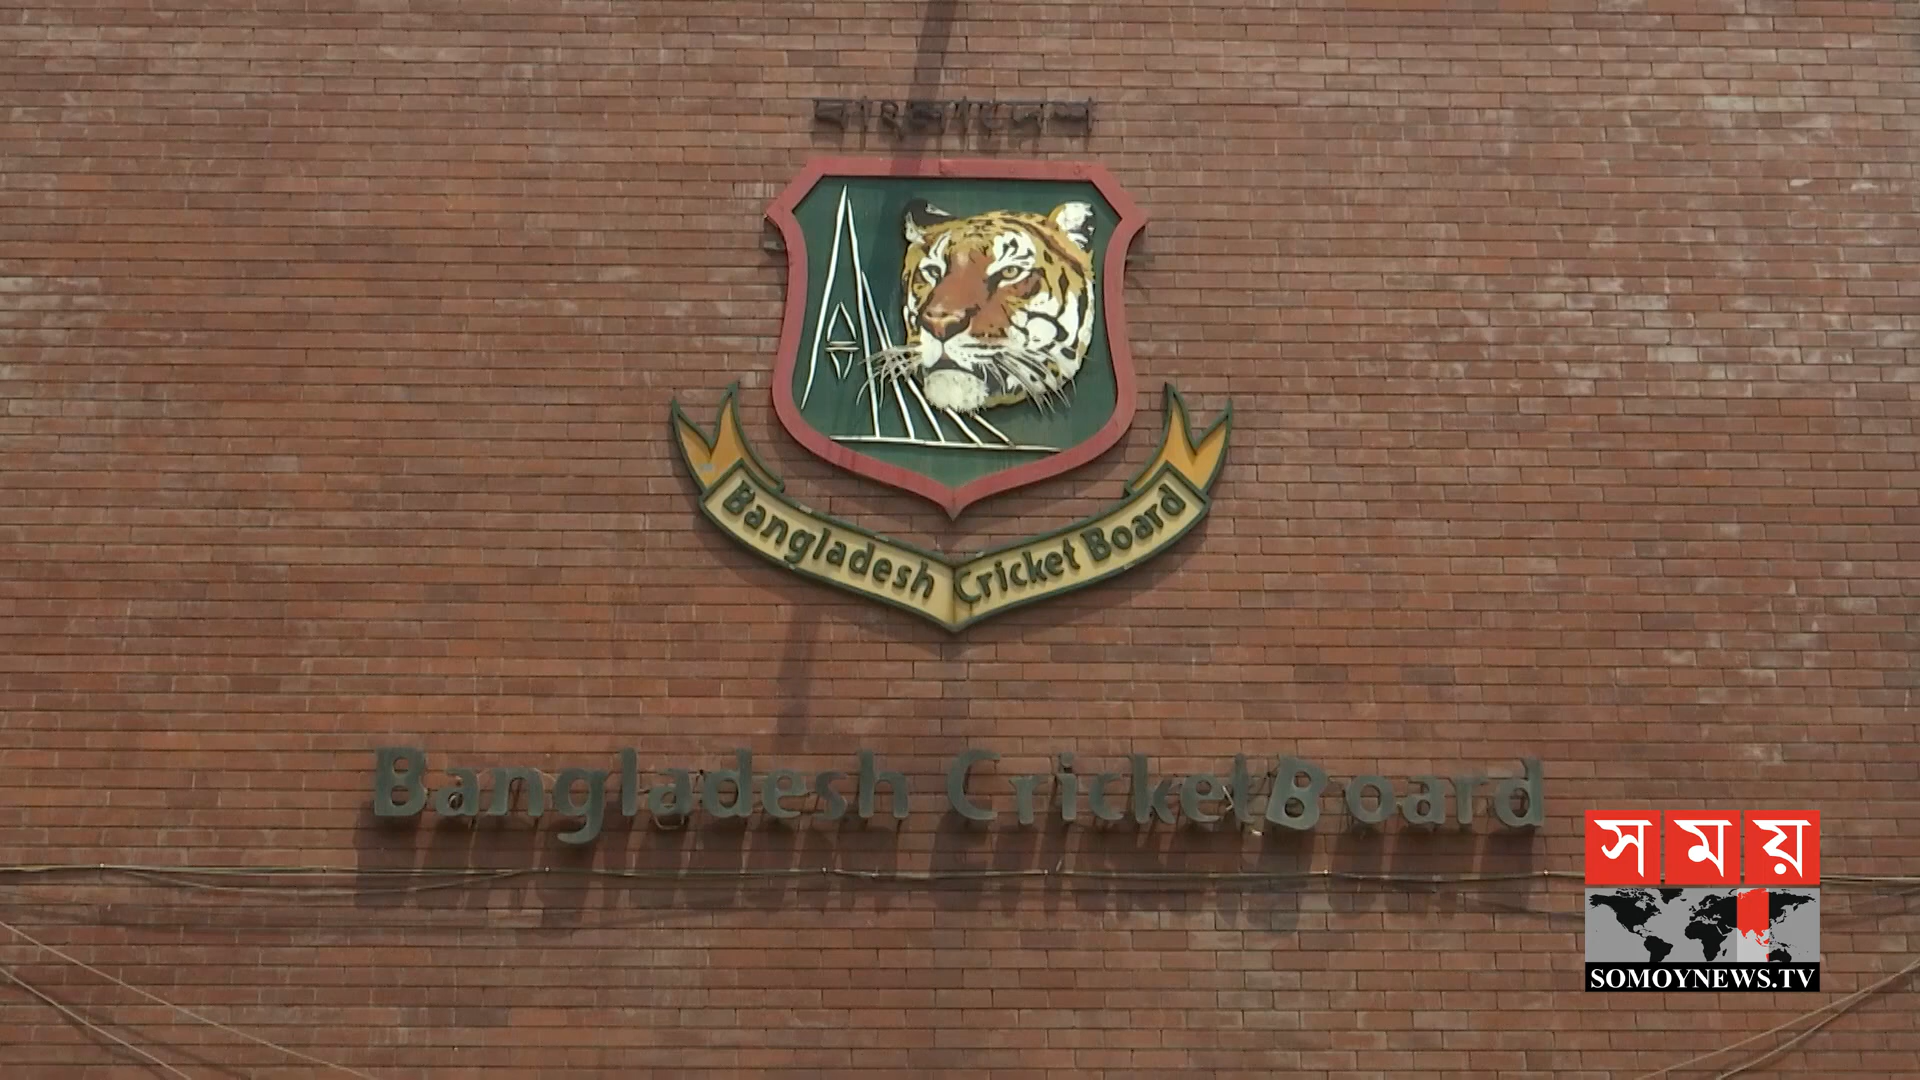 বাংলাদেশ
Bangladesh Cricket Board
Bangladesh Cricket Board
সময়
SOMOYNEWS.TV